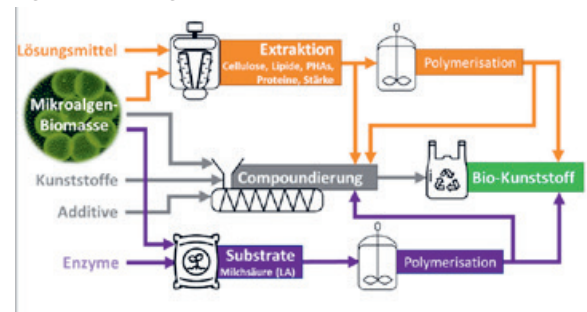 Lösungsmittel
Extraktion
Cellulose, Lipide, PHAs,
Proteine, Stärke
Polymerisation
Mikroalgen-
Biomasse
Kunststoffe
Compoundierung
Bio-Kunststoff
Additive
Enzyme
Substrate
Milchsäure (LA)
Polymerisation